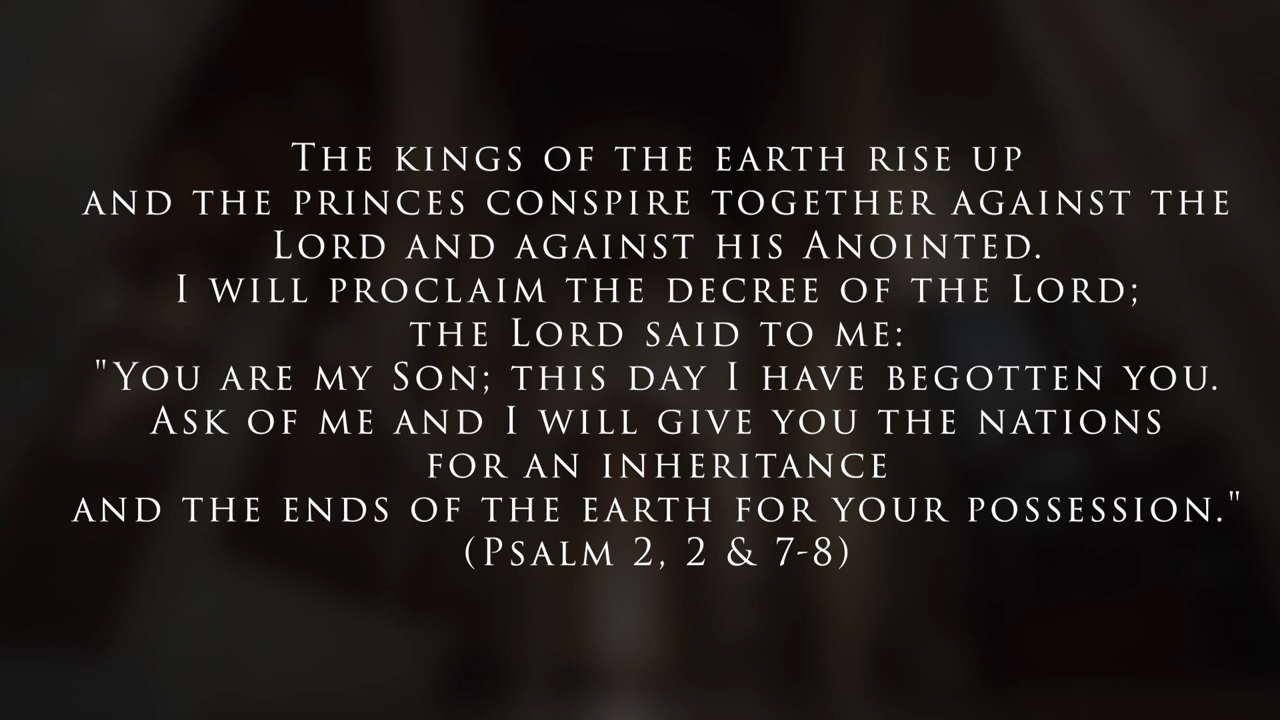 The kings of the earth rise up
and the princes conspire together against the
Lord and against his Anointed.
I will proclaim the decree of the Lord;
the Lord said to me:
"You are my Son; this day I have begotten you.
Ask of me and I will give you the nations
for an inheritance
and the ends of the earth for your possession."
(Psalm 2, 2 & 7-8)